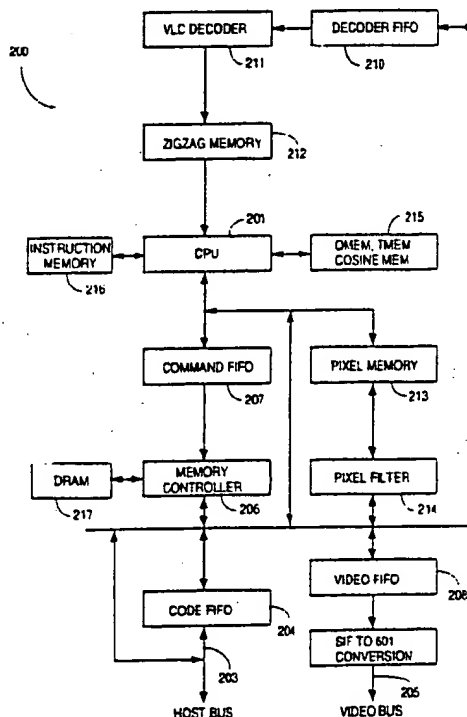 VLC DECODER
DECODER FIFO
200
211
210
ZIGZAG MEMORY
212
201
215
INSTRUCTION
MEMORY
CPU
QMEM, TMEM
COSINE MEM
216
COMMAND FIFO
PIXEL MEMORY
207
213
DRAM
MEMORY
CONTROLLER
PIXEL FILTER
217
206
214
CODE FIFO
VIDEO FIFO
204
208
SIF TO 601
CONVERSION
203
205
HOST BUS
VIDEO BUS